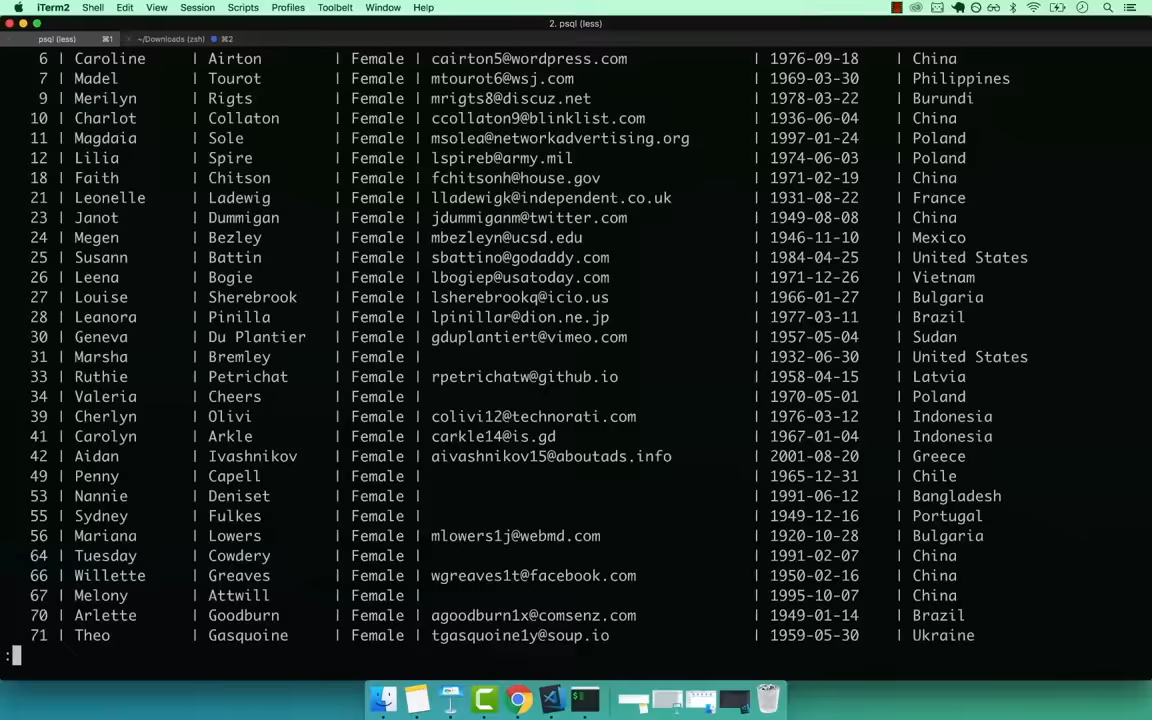 iTerm2 Shell Edit View Session Scripts Profiles Toolbelt Window Help
2. psql (less)
psql (less) ⌘1 ~/Downloads (zsh) ⌘2
6 | Caroline | Airton | Female | cairton5@wordpress.com | 1976-09-18 | China
7 | Madel | Tourot | Female | mtourot6@wsj.com | 1969-03-30 | Philippines
9 | Merilyn | Rigts | Female | mrigts8@discuz.net | 1978-03-22 | Burundi
10 | Charlot | Collaton | Female | ccollaton9@blinklist.com | 1936-06-04 | China
11 | Magdaia | Sole | Female | msolea@networkadvertising.org | 1997-01-24 | Poland
12 | Lilia | Spire | Female | lspireb@army.mil | 1974-06-03 | Poland
18 | Faith | Chitson | Female | fchitsonh@house.gov | 1971-02-19 | China
21 | Leonelle | Ladewig | Female | lladewigk@independent.co.uk | 1931-08-22 | France
23 | Janot | Dummigan | Female | jdummiganm@twitter.com | 1949-08-08 | China
24 | Megen | Bezley | Female | mbezleyn@ucsd.edu | 1946-11-10 | Mexico
25 | Susann | Battin | Female | sbattino@godaddy.com | 1984-04-25 | United States
26 | Leena | Bogie | Female | lbogiep@usatoday.com | 1971-12-26 | Vietnam
27 | Louise | Sherebrook | Female | lsherebrookq@icio.us | 1966-01-27 | Bulgaria
28 | Leanora | Pinilla | Female | lpinillar@dion.ne.jp | 1977-03-11 | Brazil
30 | Geneva | Du Plantier | Female | gduplantiert@vimeo.com | 1957-05-04 | Sudan
31 | Marsha | Bremley | Female | | 1932-06-30 | United States
33 | Ruthie | Petrichat | Female | rpetrichatw@github.io | 1958-04-15 | Latvia
34 | Valeria | Cheers | Female | | 1970-05-01 | Poland
39 | Cherlyn | Olivi | Female | colivi12@technorati.com | 1976-03-12 | Indonesia
41 | Carolyn | Arkle | Female | carkle14@is.gd | 1967-01-04 | Indonesia
42 | Aidan | Ivashnikov | Female | aivashnikov15@aboutads.info | 2001-08-20 | Greece
49 | Penny | Capell | Female | | 1965-12-31 | Chile
53 | Nannie | Deniset | Female | | 1991-06-12 | Bangladesh
55 | Sydney | Fulkes | Female | | 1949-12-16 | Portugal
56 | Mariana | Lowers | Female | mlowers1j@webmd.com | 1920-10-28 | Bulgaria
64 | Tuesday | Cowdery | Female | | 1991-02-07 | China
66 | Willette | Greaves | Female | wgreaves1t@facebook.com | 1950-02-16 | China
67 | Melony | Attwill | Female | | 1995-10-07 | China
70 | Arlette | Goodburn | Female | agoodburn1x@comsenz.com | 1949-01-14 | Brazil
71 | Theo | Gasquoine | Female | tgasquoine1y@soup.io | 1959-05-30 | Ukraine
: